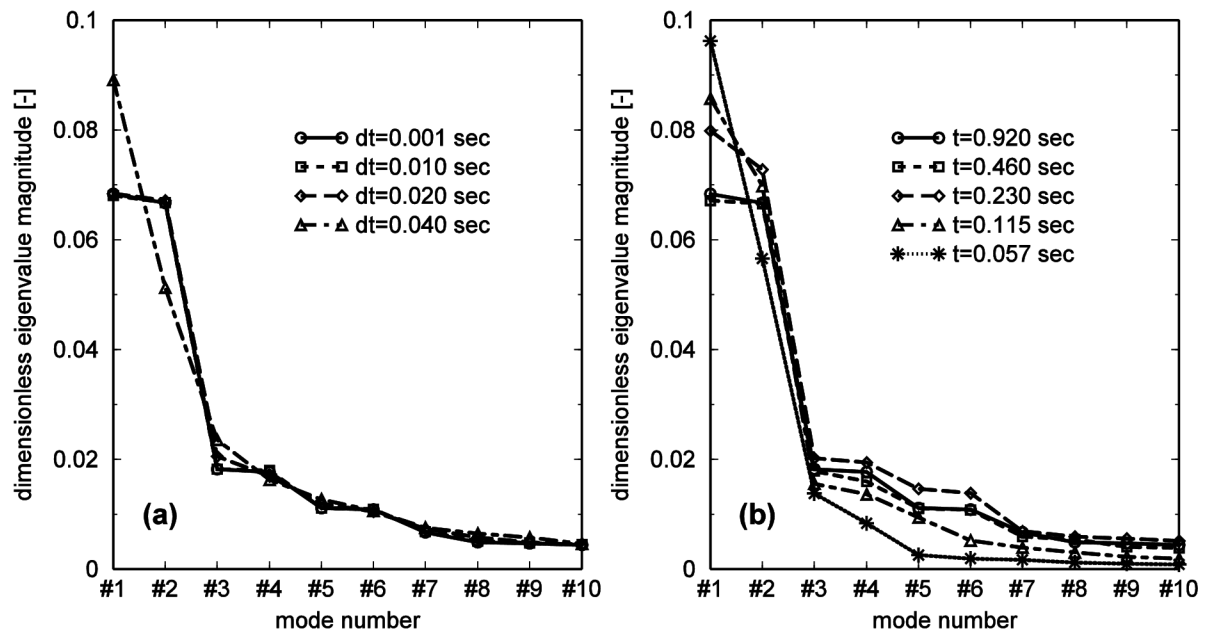 dimensionless eigenvalue magnitude [-]
0.1
0.08
0.06
0.04
0.02
0
dt=0.001 sec
dt=0.010 sec
dt=0.020 sec
dt=0.040 sec
(a)
#1 #2 #3 #4 #5 #6 #7 #8 #9 #10
mode number
dimensionless eigenvalue magnitude [-]
0.1
0.08
0.06
0.04
0.02
0
t=0.920 sec
t=0.460 sec
t=0.230 sec
t=0.115 sec
t=0.057 sec
(b)
#1 #2 #3 #4 #5 #6 #7 #8 #9 #10
mode number